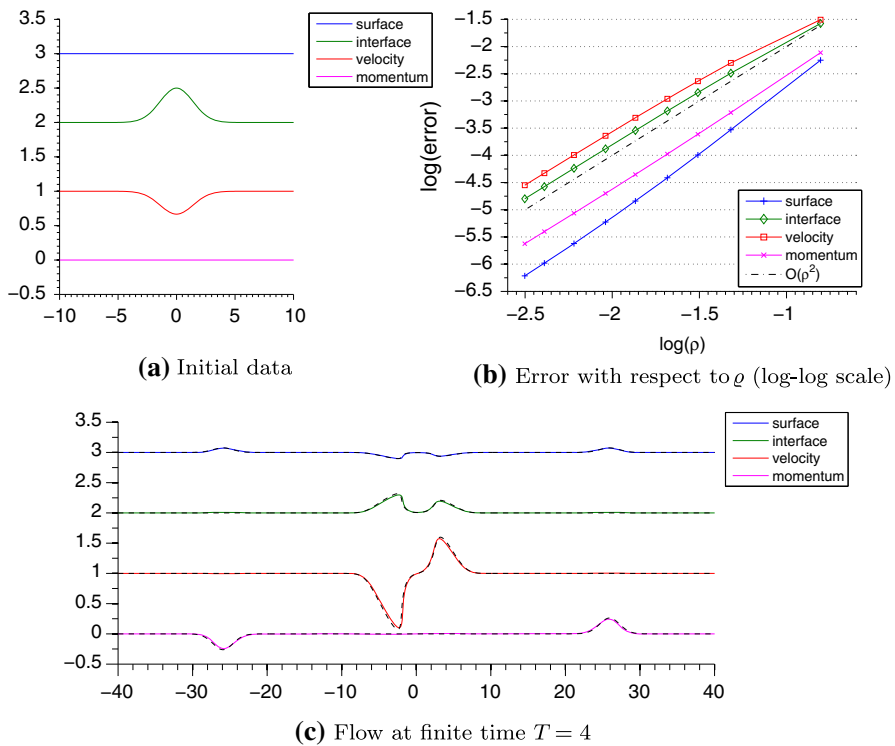 3.5
3
2.5
2
1.5
1
0.5
0
−0.5
−10 −5 0 5 10
surface
interface
velocity
momentum
(a) Initial data
log(error)
−1
−1.5
−2
−2.5
−3
−3.5
−4
−4.5
−5
−5.5
−6
−6.5
−2.5 −2 −1.5 −1
log(ρ)
surface
interface
velocity
momentum
O(ρ²)
(b) Error with respect to ϱ (log-log scale)
3.5
3
2.5
2
1.5
1
0.5
0
−0.5
−40 −30 −20 −10 0 10 20 30 40
surface
interface
velocity
momentum
(c) Flow at finite time T = 4